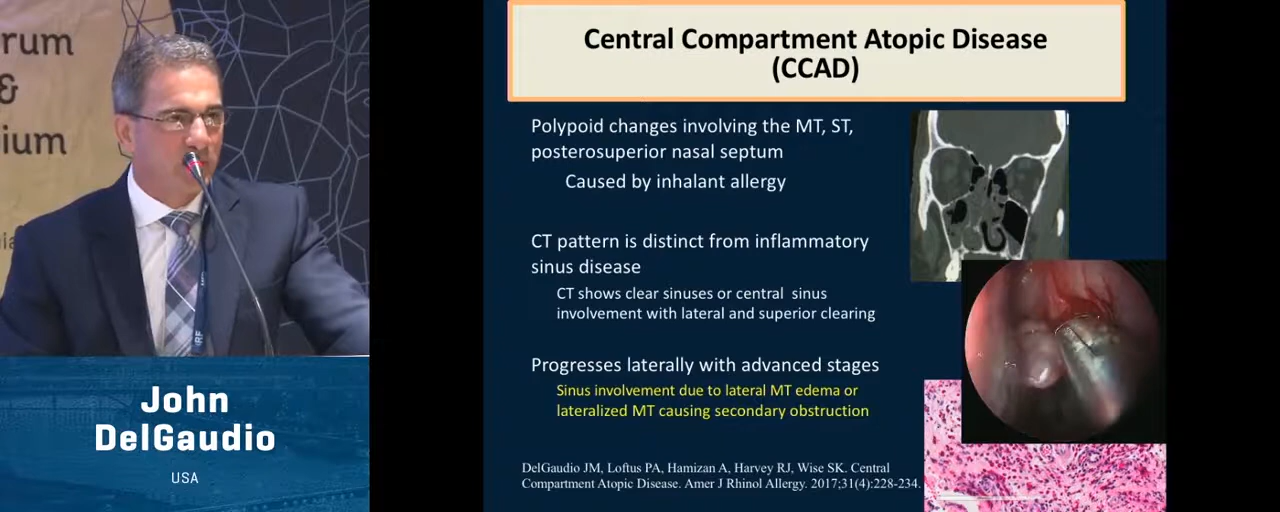 rum
&
ium
John
DelGaudio
USA
Central Compartment Atopic Disease
(CCAD)
Polypoid changes involving the MT, ST,
posterosuperior nasal septum
Caused by inhalant allergy
CT pattern is distinct from inflammatory
sinus disease
CT shows clear sinuses or central sinus
involvement with lateral and superior clearing
Progresses laterally with advanced stages
Sinus involvement due to lateral MT edema or
lateralized MT causing secondary obstruction
DelGaudio JM, Loftus PA, Hamizan A, Harvey RJ, Wise SK. Central
Compartment Atopic Disease. Amer J Rhinol Allergy. 2017;31(4):228-234.